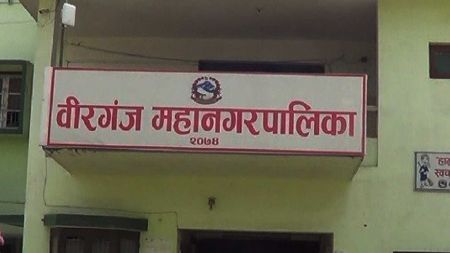 वीरगंज महानगरपालिका
२०७४